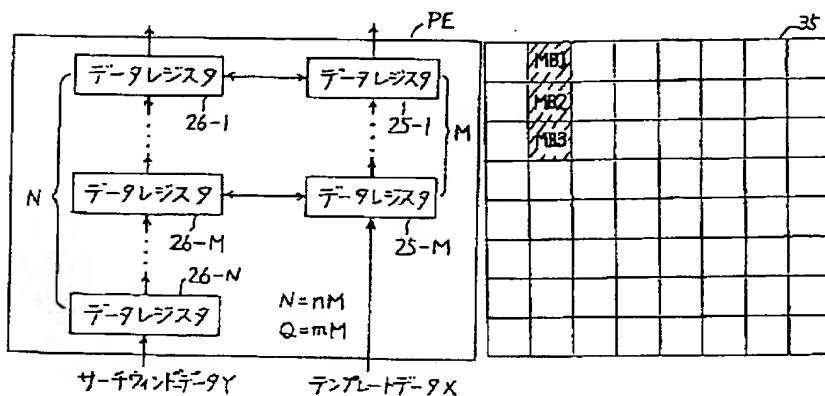 PE
データレジスタ
26-1
データレジスタ
25-1
N
M
データレジスタ
26-M
データレジスタ
25-M
26-N
データレジスタ
N=nM
Q=mM
サーチウィンドデータY
テンプレートデータX
35
MB1
MB2
MB3